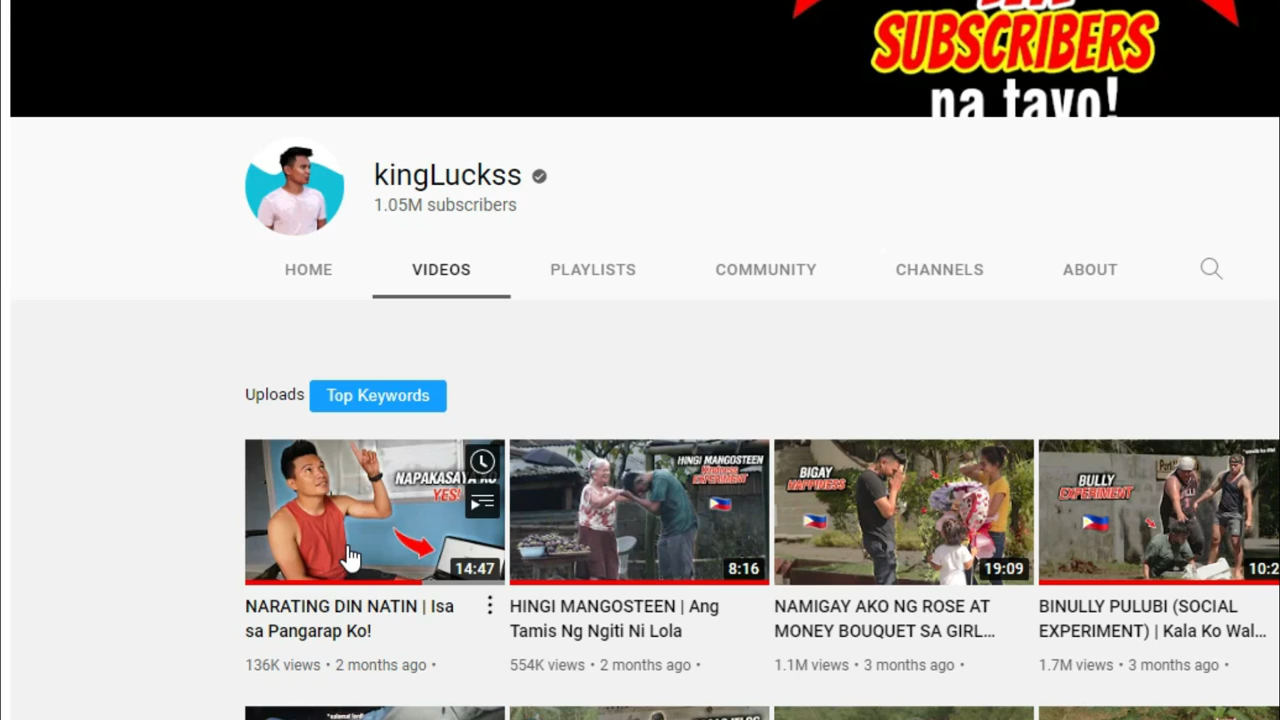 SUBSCRIBERS
na tayo!
kingLuckss
1.05M subscribers
HOME VIDEOS PLAYLISTS COMMUNITY CHANNELS ABOUT
Uploads Top Keywords
NAPAKASAYA
YES!
14:47
HINGI MANGOSTEEN
Kindness
EXPERIMENT
8:16
BIGAY
HAPPINESS
19:09
BULLY
EXPERIMENT
10:2
NARATING DIN NATIN | Isa
sa Pangarap Ko!
136K views • 2 months ago •
HINGI MANGOSTEEN | Ang
Tamis Ng Ngiti Ni Lola
554K views • 2 months ago •
NAMIGAY AKO NG ROSE AT
MONEY BOUQUET SA GIRL...
1.1M views • 3 months ago •
BINULLY PULUBI (SOCIAL
EXPERIMENT) | Kala Ko Wal...
1.7M views • 3 months ago •